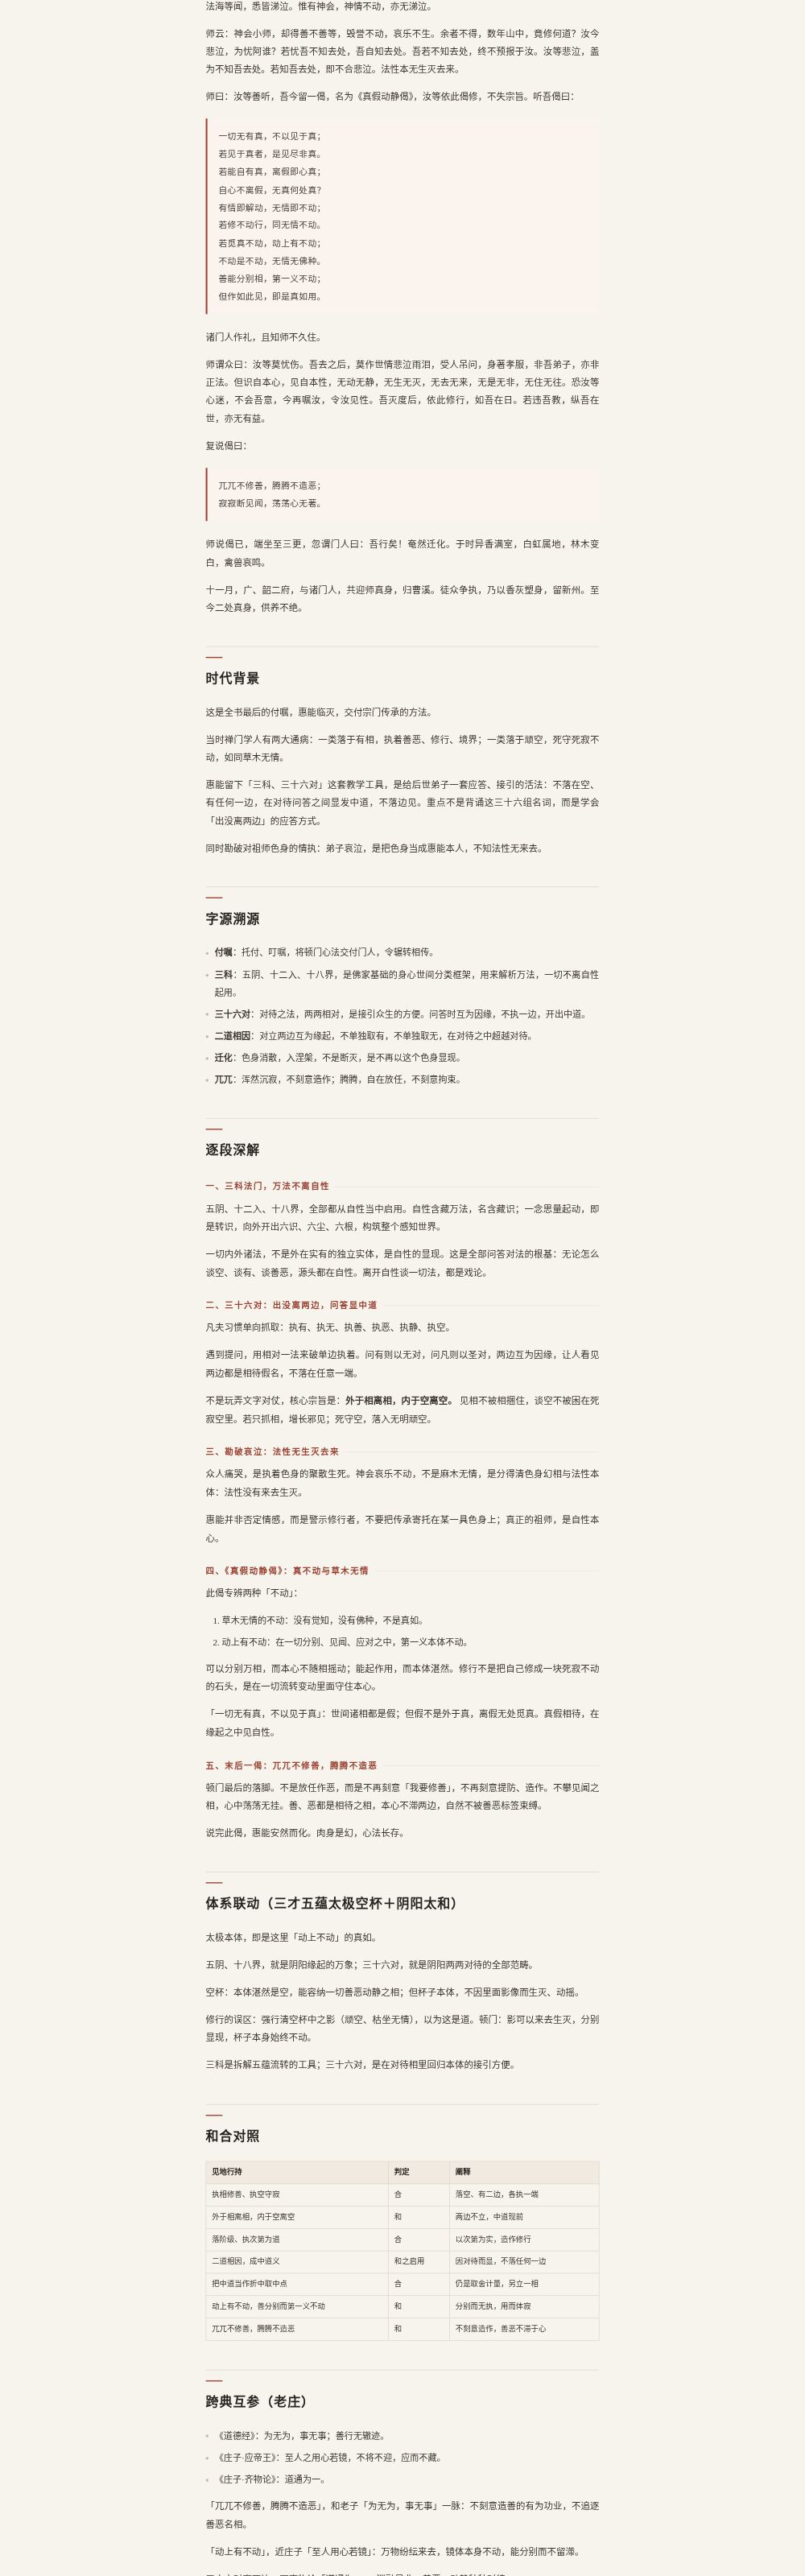 法海等闻，悉皆涕泣。惟有神会，神情不动，亦无涕泣。
师云：神会小师，却得善不善等，毁誉不动，哀乐不生。余者不得，数年山中，竟修何道？汝今
悲泣，为忧阿谁？若忧吾不知去处，吾自知去处。吾若不知去处，终不预报于汝。汝等悲泣，盖
为不知吾去处。若知吾去处，即不合悲泣。法性本无生灭去来。
师曰：汝等善听，吾今留一偈，名为《真假动静偈》，汝等依此偈修，不失宗旨。听吾偈曰：
一切无有真，不以见于真；
若见于真者，是见尽非真。
若能自有真，离假即心真；
自心不离假，无真何处真？
有情即解动，无情即不动；
若修不动行，同无情不动。
若觅真不动，动上有不动；
不动是不动，无情无佛种。
善能分别相，第一义不动；
但作如此见，即是真如用。
诸门人作礼，且知师不久住。
师谓众曰：汝等莫忧伤。吾去之后，莫作世情悲泣雨泪，受人吊问，身著孝服，非吾弟子，亦非
正法。但识自本心，见自本性，无动无静，无生无灭，无去无来，无是无非，无住无往。恐汝等
心迷，不会吾意，今再嘱汝，令汝见性。吾灭度后，依此修行，如吾在日。若违吾教，纵吾在
世，亦无有益。
复说偈曰：
兀兀不修善，腾腾不造恶；
寂寂断见闻，荡荡心无著。
师说偈已，端坐至三更，忽谓门人曰：吾行矣！奄然迁化。于时异香满室，白虹属地，林木变
白，禽兽哀鸣。
十一月，广、韶二府，与诸门人，共迎师真身，归曹溪。徒众争执，乃以香灰塑身，留新州。至
今二处真身，供养不绝。
时代背景
这是全书最后的付嘱，惠能临灭，交付宗门传承的方法。
当时禅门学人有两大通病：一类落于有相，执着善恶、修行、境界；一类落于顽空，死守死寂不
动，如同草木无情。
惠能留下「三科、三十六对」这套教学工具，是给后世弟子一套应答、接引的活法：不落在空、
有任何一边，在对待问答之间显发中道，不落边见。重点不是背诵这三十六组名词，而是学会
「出没离两边」的应答方式。
同时勘破对祖师色身的情执：弟子哀泣，是把色身当成惠能本人，不知法性无来去。
字源溯源
付嘱：托付、叮嘱，将顿门心法交付门人，令辗转相传。
三科：五阴、十二入、十八界，是佛家基础的身心世间分类框架，用来解析万法，一切不离自性
起用。
三十六对：对待之法，两两相对，是接引众生的方便。问答时互为因缘，不执一边，开出中道。
二道相因：对立两边互为缘起，不单独取有，不单独取无，在对待之中超越对待。
迁化：色身消散，入涅槃，不是断灭，是不再以这个色身显现。
兀兀：浑然沉寂，不刻意造作；腾腾，自在放任，不刻意拘束。
逐段深解
一、三科法门，万法不离自性
五阴、十二入、十八界，全部都从自性当中启用。自性含藏万法，名含藏识；一念思量起动，即
是转识，向外开出六识、六尘、六根，构筑整个感知世界。
一切内外诸法，不是外在实有的独立实体，是自性的显现。这是全部问答对法的根基：无论怎么
谈空、谈有、谈善恶，源头都在自性。离开自性谈一切法，都是戏论。
二、三十六对：出没离两边，问答显中道
凡夫习惯单向抓取：执有、执无、执善、执恶、执静、执空。
遇到提问，用相对一法来破单边执着。问有则以无对，问凡则以圣对，两边互为因缘，让人看见
两边都是相待假名，不落在任意一端。
不是玩弄文字对仗，核心宗旨是：外于相离相，内于空离空。 见相不被相捆住，谈空不被困在死
寂空里。若只抓相，增长邪见；死守空，落入无明顽空。
三、勘破哀泣：法性无生灭去来
众人痛哭，是执着色身的聚散生死。神会哀乐不动，不是麻木无情，是分得清色身幻相与法性本
体：法性没有来去生灭。
惠能并非否定情感，而是警示修行者，不要把传承寄托在某一具色身上；真正的祖师，是自性本
心。
四、《真假动静偈》：真不动与草木无情
此偈专辨两种「不动」：
1. 草木无情的不动：没有觉知，没有佛种，不是真如。
2. 动上有不动：在一切分别、见闻、应对之中，第一义本体不动。
可以分别万相，而本心不随相摇动；能起作用，而本体湛然。修行不是把自己修成一块死寂不动
的石头，是在一切流转变动里面守住本心。
「一切无有真，不以见于真」：世间诸相都是假；但假不是外于真，离假无处觅真。真假相待，在
缘起之中见自性。
五、末后一偈：兀兀不修善，腾腾不造恶
顿门最后的落脚。不是放任作恶，而是不再刻意「我要修善」，不再刻意提防、造作。不攀见闻之
相，心中荡荡无挂。善、恶都是相待之相，本心不滞两边，自然不被善恶标签束缚。
说完此偈，惠能安然而化。肉身是幻，心法长存。
体系联动（三才五蕴太极空杯＋阴阳太和）
太极本体，即是这里「动上不动」的真如。
五阴、十八界，就是阴阳缘起的万象；三十六对，就是阴阳两两对待的全部范畴。
空杯：本体湛然是空，能容纳一切善恶动静之相；但杯子本体，不因里面影像而生灭、动摇。
修行的误区：强行清空杯中之影（顽空、枯坐无情），以为这是道。顿门：影可以来去生灭，分别
显现，杯子本身始终不动。
三科是拆解五蕴流转的工具；三十六对，是在对待相里回归本体的接引方便。
和合对照
见地行持 判定 阐释
执相修善、执空守寂 合 落空、有二边，各执一端
外于相离相，内于空离空 和 两边不立，中道现前
落阶级、执次第为道 合 以次第为实，造作修行
二道相因，成中道义 和之启用 因对待而显，不落任何一边
把中道当作折中取中点 合 仍是取舍计量，另立一相
动上有不动，善分别而第一义不动 和 分别而无执，用而体寂
兀兀不修善，腾腾不造恶 和 不刻意造作，善恶不滞于心
跨典互参（老庄）
《道德经》：为无为，事无事；善行无辙迹。
《庄子·应帝王》：至人之用心若镜，不将不迎，应而不藏。
《庄子·齐物论》：道通为一。
「兀兀不修善，腾腾不造恶」，和老子「为无为，事无事」一脉：不刻意造善的有为功业，不追逐
善恶名相。
「动上有不动」，近庄子「至人用心若镜」：万物纷纭来去，镜体本身不动，能分别而不留滞。